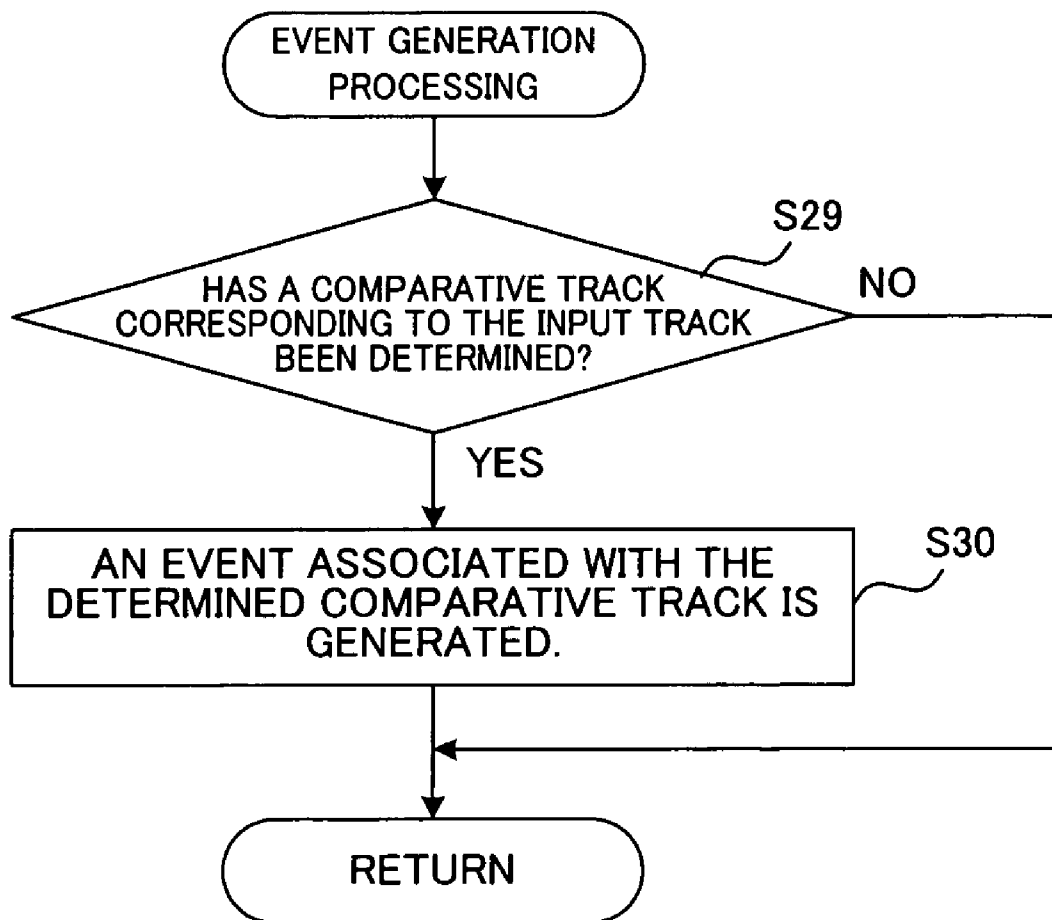 EVENT GENERATION
PROCESSING
S29
HAS A COMPARATIVE TRACK
CORRESPONDING TO THE INPUT TRACK
BEEN DETERMINED?
NO
YES
S30
AN EVENT ASSOCIATED WITH THE
DETERMINED COMPARATIVE TRACK IS
GENERATED.
RETURN